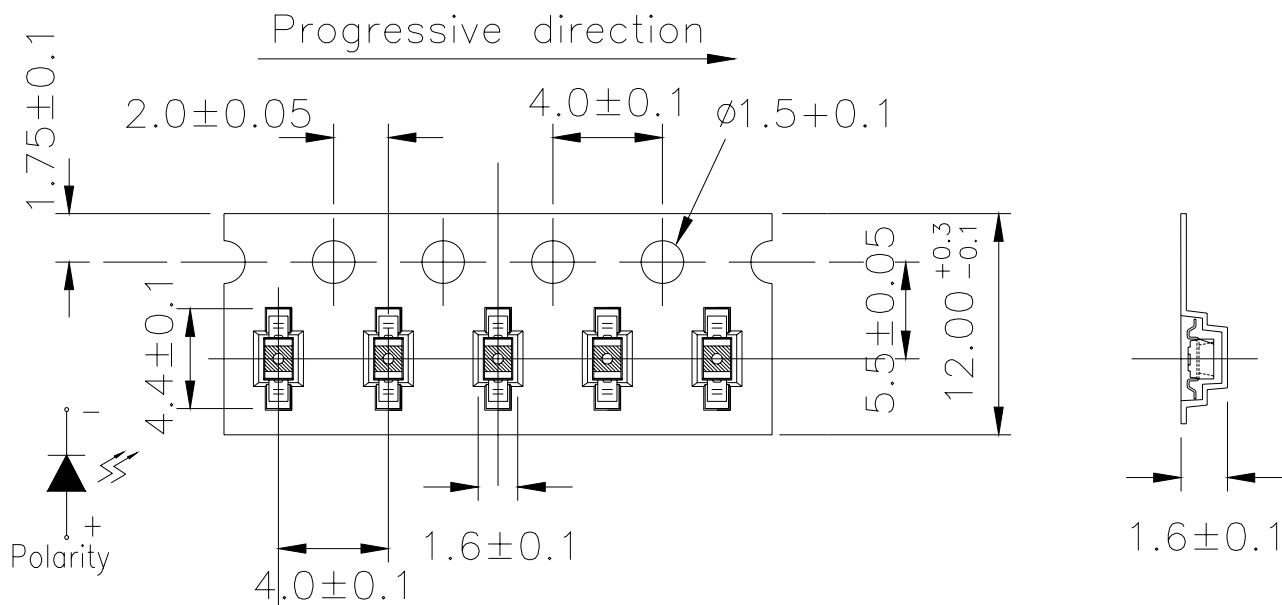 Progressive direction
1.75±0.1
2.0±0.05
4.0±0.1
ø1.5+0.1
4.4±0.1
5.5±0.05
12.00 +0.3 -0.1
-
+
Polarity
4.0±0.1
1.6±0.1
1.6±0.1